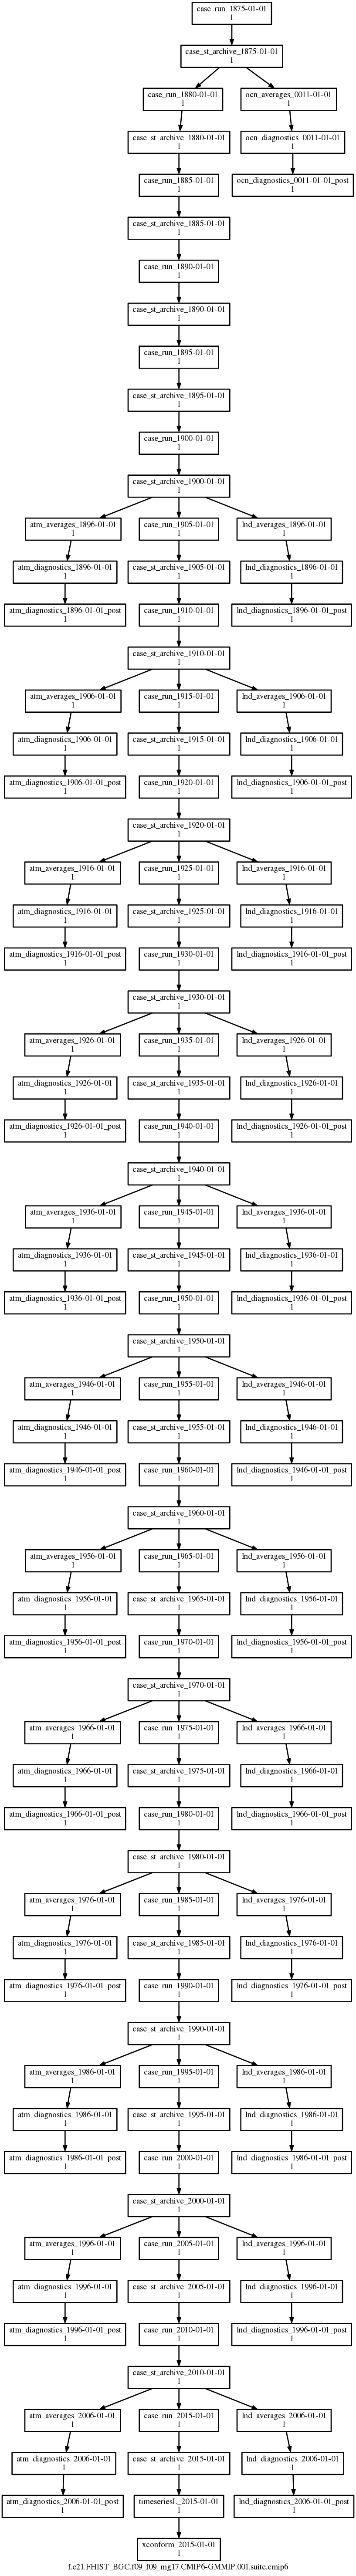 case_run_1875-01-01
1
case_st_archive_1875-01-01
1
case_run_1880-01-01
1
ocn_averages_0011-01-01
1
case_st_archive_1880-01-01
1
ocn_diagnostics_0011-01-01
1
case_run_1885-01-01
1
ocn_diagnostics_0011-01-01_post
1
case_st_archive_1885-01-01
1
case_run_1890-01-01
1
case_st_archive_1890-01-01
1
case_run_1895-01-01
1
case_st_archive_1895-01-01
1
case_run_1900-01-01
1
case_st_archive_1900-01-01
1
atm_averages_1896-01-01
1
case_run_1905-01-01
1
lnd_averages_1896-01-01
1
atm_diagnostics_1896-01-01
1
case_st_archive_1905-01-01
1
lnd_diagnostics_1896-01-01
1
atm_diagnostics_1896-01-01_post
1
case_run_1910-01-01
1
lnd_diagnostics_1896-01-01_post
1
case_st_archive_1910-01-01
1
atm_averages_1906-01-01
1
case_run_1915-01-01
1
lnd_averages_1906-01-01
1
atm_diagnostics_1906-01-01
1
case_st_archive_1915-01-01
1
lnd_diagnostics_1906-01-01
1
atm_diagnostics_1906-01-01_post
1
case_run_1920-01-01
1
lnd_diagnostics_1906-01-01_post
1
case_st_archive_1920-01-01
1
atm_averages_1916-01-01
1
case_run_1925-01-01
1
lnd_averages_1916-01-01
1
atm_diagnostics_1916-01-01
1
case_st_archive_1925-01-01
1
lnd_diagnostics_1916-01-01
1
atm_diagnostics_1916-01-01_post
1
case_run_1930-01-01
1
lnd_diagnostics_1916-01-01_post
1
case_st_archive_1930-01-01
1
atm_averages_1926-01-01
1
case_run_1935-01-01
1
lnd_averages_1926-01-01
1
atm_diagnostics_1926-01-01
1
case_st_archive_1935-01-01
1
lnd_diagnostics_1926-01-01
1
atm_diagnostics_1926-01-01_post
1
case_run_1940-01-01
1
lnd_diagnostics_1926-01-01_post
1
case_st_archive_1940-01-01
1
atm_averages_1936-01-01
1
case_run_1945-01-01
1
lnd_averages_1936-01-01
1
atm_diagnostics_1936-01-01
1
case_st_archive_1945-01-01
1
lnd_diagnostics_1936-01-01
1
atm_diagnostics_1936-01-01_post
1
case_run_1950-01-01
1
lnd_diagnostics_1936-01-01_post
1
case_st_archive_1950-01-01
1
atm_averages_1946-01-01
1
case_run_1955-01-01
1
lnd_averages_1946-01-01
1
atm_diagnostics_1946-01-01
1
case_st_archive_1955-01-01
1
lnd_diagnostics_1946-01-01
1
atm_diagnostics_1946-01-01_post
1
case_run_1960-01-01
1
lnd_diagnostics_1946-01-01_post
1
case_st_archive_1960-01-01
1
atm_averages_1956-01-01
1
case_run_1965-01-01
1
lnd_averages_1956-01-01
1
atm_diagnostics_1956-01-01
1
case_st_archive_1965-01-01
1
lnd_diagnostics_1956-01-01
1
atm_diagnostics_1956-01-01_post
1
case_run_1970-01-01
1
lnd_diagnostics_1956-01-01_post
1
case_st_archive_1970-01-01
1
atm_averages_1966-01-01
1
case_run_1975-01-01
1
lnd_averages_1966-01-01
1
atm_diagnostics_1966-01-01
1
case_st_archive_1975-01-01
1
lnd_diagnostics_1966-01-01
1
atm_diagnostics_1966-01-01_post
1
case_run_1980-01-01
1
lnd_diagnostics_1966-01-01_post
1
case_st_archive_1980-01-01
1
atm_averages_1976-01-01
1
case_run_1985-01-01
1
lnd_averages_1976-01-01
1
atm_diagnostics_1976-01-01
1
case_st_archive_1985-01-01
1
lnd_diagnostics_1976-01-01
1
atm_diagnostics_1976-01-01_post
1
case_run_1990-01-01
1
lnd_diagnostics_1976-01-01_post
1
case_st_archive_1990-01-01
1
atm_averages_1986-01-01
1
case_run_1995-01-01
1
lnd_averages_1986-01-01
1
atm_diagnostics_1986-01-01
1
case_st_archive_1995-01-01
1
lnd_diagnostics_1986-01-01
1
atm_diagnostics_1986-01-01_post
1
case_run_2000-01-01
1
lnd_diagnostics_1986-01-01_post
1
case_st_archive_2000-01-01
1
atm_averages_1996-01-01
1
case_run_2005-01-01
1
lnd_averages_1996-01-01
1
atm_diagnostics_1996-01-01
1
case_st_archive_2005-01-01
1
lnd_diagnostics_1996-01-01
1
atm_diagnostics_1996-01-01_post
1
case_run_2010-01-01
1
lnd_diagnostics_1996-01-01_post
1
case_st_archive_2010-01-01
1
atm_averages_2006-01-01
1
case_run_2015-01-01
1
lnd_averages_2006-01-01
1
atm_diagnostics_2006-01-01
1
case_st_archive_2015-01-01
1
lnd_diagnostics_2006-01-01
1
atm_diagnostics_2006-01-01_post
1
timeseriesL_2015-01-01
1
lnd_diagnostics_2006-01-01_post
1
xconform_2015-01-01
1
f.e21.FHIST_BGC.f09_f09_mg17.CMIP6-GMMIP.001.suite.cmip6